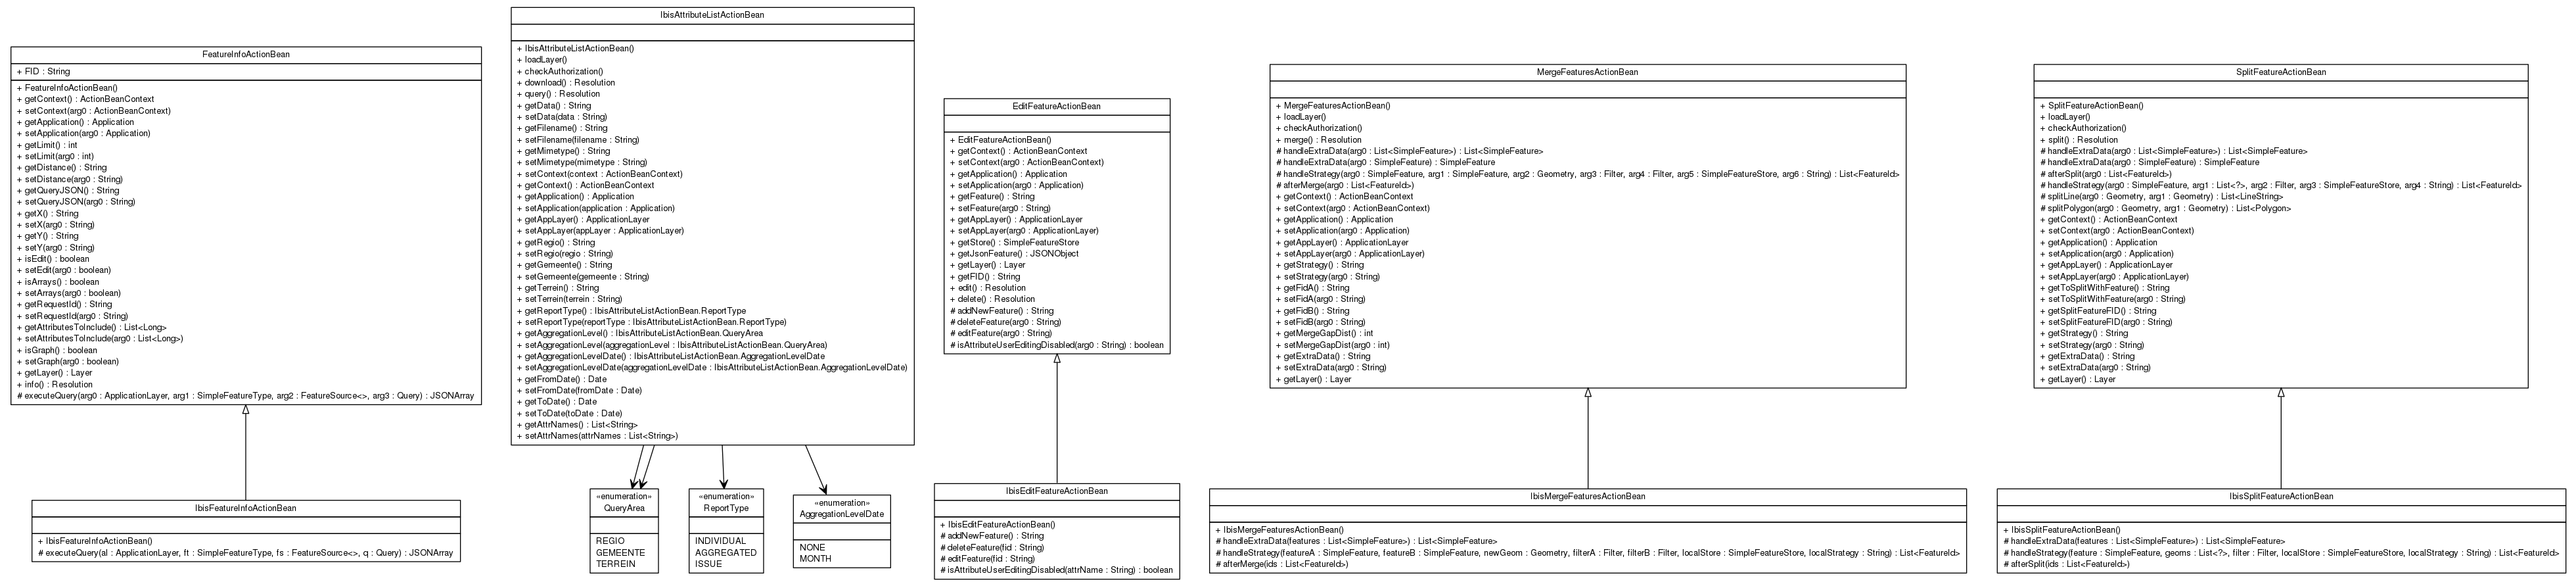 FeatureInfoActionBean
+ FID : String
+ FeatureInfoActionBean()
+ getContext() : ActionBeanContext
+ setContext(arg0 : ActionBeanContext)
+ getApplication() : Application
+ setApplication(arg0 : Application)
+ getLimit() : int
+ setLimit(arg0 : int)
+ getDistance() : String
+ setDistance(arg0 : String)
+ getQueryJSON() : String
+ setQueryJSON(arg0 : String)
+ getX() : String
+ setX(arg0 : String)
+ getY() : String
+ setY(arg0 : String)
+ isEdit() : boolean
+ setEdit(arg0 : boolean)
+ isArrays() : boolean
+ setArrays(arg0 : boolean)
+ getRequestId() : String
+ setRequestId(arg0 : String)
+ getAttributesToInclude() : List<Long>
+ setAttributesToInclude(arg0 : List<Long>)
+ isGraph() : boolean
+ setGraph(arg0 : boolean)
+ getLayer() : Layer
+ info() : Resolution
# executeQuery(arg0 : ApplicationLayer, arg1 : SimpleFeatureType, arg2 : FeatureSource<>, arg3 : Query) : JSONArray
IbisFeatureInfoActionBean
+ IbisFeatureInfoActionBean()
# executeQuery(al : ApplicationLayer, ft : SimpleFeatureType, fs : FeatureSource<>, q : Query) : JSONArray
IbisAttributeListActionBean
+ IbisAttributeListActionBean()
+ loadLayer()
+ checkAuthorization()
+ download() : Resolution
+ query() : Resolution
+ getData() : String
+ setData(data : String)
+ getFilename() : String
+ setFilename(filename : String)
+ getMimetype() : String
+ setMimetype(mimetype : String)
+ setContext(context : ActionBeanContext)
+ getContext() : ActionBeanContext
+ getApplication() : Application
+ setApplication(application : Application)
+ getAppLayer() : ApplicationLayer
+ setAppLayer(appLayer : ApplicationLayer)
+ getRegio() : String
+ setRegio(regio : String)
+ getGemeente() : String
+ setGemeente(gemeente : String)
+ getTerrein() : String
+ setTerrein(terrein : String)
+ getReportType() : IbisAttributeListActionBean.ReportType
+ setReportType(reportType : IbisAttributeListActionBean.ReportType)
+ getAggregationLevel() : IbisAttributeListActionBean.QueryArea
+ setAggregationLevel(aggregationLevel : IbisAttributeListActionBean.QueryArea)
+ getAggregationLevelDate() : IbisAttributeListActionBean.AggregationLevelDate
+ setAggregationLevelDate(aggregationLevelDate : IbisAttributeListActionBean.AggregationLevelDate)
+ getFromDate() : Date
+ setFromDate(fromDate : Date)
+ getToDate() : Date
+ setToDate(toDate : Date)
+ getAttrNames() : List<String>
+ setAttrNames(attrNames : List<String>)
«enumeration»
QueryArea
REGIO
GEMEENTE
TERREIN
«enumeration»
ReportType
INDIVIDUAL
AGGREGATED
ISSUE
«enumeration»
AggregationLevelDate
NONE
MONTH
EditFeatureActionBean
+ EditFeatureActionBean()
+ getContext() : ActionBeanContext
+ setContext(arg0 : ActionBeanContext)
+ getApplication() : Application
+ setApplication(arg0 : Application)
+ getFeature() : String
+ setFeature(arg0 : String)
+ getAppLayer() : ApplicationLayer
+ setAppLayer(arg0 : ApplicationLayer)
+ getStore() : SimpleFeatureStore
+ getJsonFeature() : JSONObject
+ getLayer() : Layer
+ getFID() : String
+ edit() : Resolution
+ delete() : Resolution
# addNewFeature() : String
# deleteFeature(arg0 : String)
# editFeature(arg0 : String)
# isAttributeUserEditingDisabled(arg0 : String) : boolean
IbisEditFeatureActionBean
+ IbisEditFeatureActionBean()
# addNewFeature() : String
# deleteFeature(fid : String)
# editFeature(fid : String)
# isAttributeUserEditingDisabled(attrName : String) : boolean
MergeFeaturesActionBean
+ MergeFeaturesActionBean()
+ loadLayer()
+ checkAuthorization()
+ merge() : Resolution
# handleExtraData(arg0 : List<SimpleFeature>) : List<SimpleFeature>
# handleExtraData(arg0 : SimpleFeature) : SimpleFeature
# handleStrategy(arg0 : SimpleFeature, arg1 : SimpleFeature, arg2 : Geometry, arg3 : Filter, arg4 : Filter, arg5 : SimpleFeatureStore, arg6 : String) : List<FeatureId>
# afterMerge(arg0 : List<FeatureId>)
+ getContext() : ActionBeanContext
+ setContext(arg0 : ActionBeanContext)
+ getApplication() : Application
+ setApplication(arg0 : Application)
+ getAppLayer() : ApplicationLayer
+ setAppLayer(arg0 : ApplicationLayer)
+ getStrategy() : String
+ setStrategy(arg0 : String)
+ getFidA() : String
+ setFidA(arg0 : String)
+ getFidB() : String
+ setFidB(arg0 : String)
+ getMergeGapDist() : int
+ setMergeGapDist(arg0 : int)
+ getExtraData() : String
+ setExtraData(arg0 : String)
+ getLayer() : Layer
IbisMergeFeaturesActionBean
+ IbisMergeFeaturesActionBean()
# handleExtraData(features : List<SimpleFeature>) : List<SimpleFeature>
# handleStrategy(featureA : SimpleFeature, featureB : SimpleFeature, newGeom : Geometry, filterA : Filter, filterB : Filter, localStore : SimpleFeatureStore, localStrategy : String) : List<FeatureId>
# afterMerge(ids : List<FeatureId>)
SplitFeatureActionBean
+ SplitFeatureActionBean()
+ loadLayer()
+ checkAuthorization()
+ split() : Resolution
# handleExtraData(arg0 : List<SimpleFeature>) : List<SimpleFeature>
# handleExtraData(arg0 : SimpleFeature) : SimpleFeature
# afterSplit(arg0 : List<FeatureId>)
# handleStrategy(arg0 : SimpleFeature, arg1 : List<?>, arg2 : Filter, arg3 : SimpleFeatureStore, arg4 : String) : List<FeatureId>
# splitLine(arg0 : Geometry, arg1 : Geometry) : List<LineString>
# splitPolygon(arg0 : Geometry, arg1 : Geometry) : List<Polygon>
+ getContext() : ActionBeanContext
+ setContext(arg0 : ActionBeanContext)
+ getApplication() : Application
+ setApplication(arg0 : Application)
+ getAppLayer() : ApplicationLayer
+ setAppLayer(arg0 : ApplicationLayer)
+ getToSplitWithFeature() : String
+ setToSplitWithFeature(arg0 : String)
+ getSplitFeatureFID() : String
+ setSplitFeatureFID(arg0 : String)
+ getStrategy() : String
+ setStrategy(arg0 : String)
+ getExtraData() : String
+ setExtraData(arg0 : String)
+ getLayer() : Layer
IbisSplitFeatureActionBean
+ IbisSplitFeatureActionBean()
# handleExtraData(features : List<SimpleFeature>) : List<SimpleFeature>
# handleStrategy(feature : SimpleFeature, geoms : List<?>, filter : Filter, localStore : SimpleFeatureStore, localStrategy : String) : List<FeatureId>
# afterSplit(ids : List<FeatureId>)